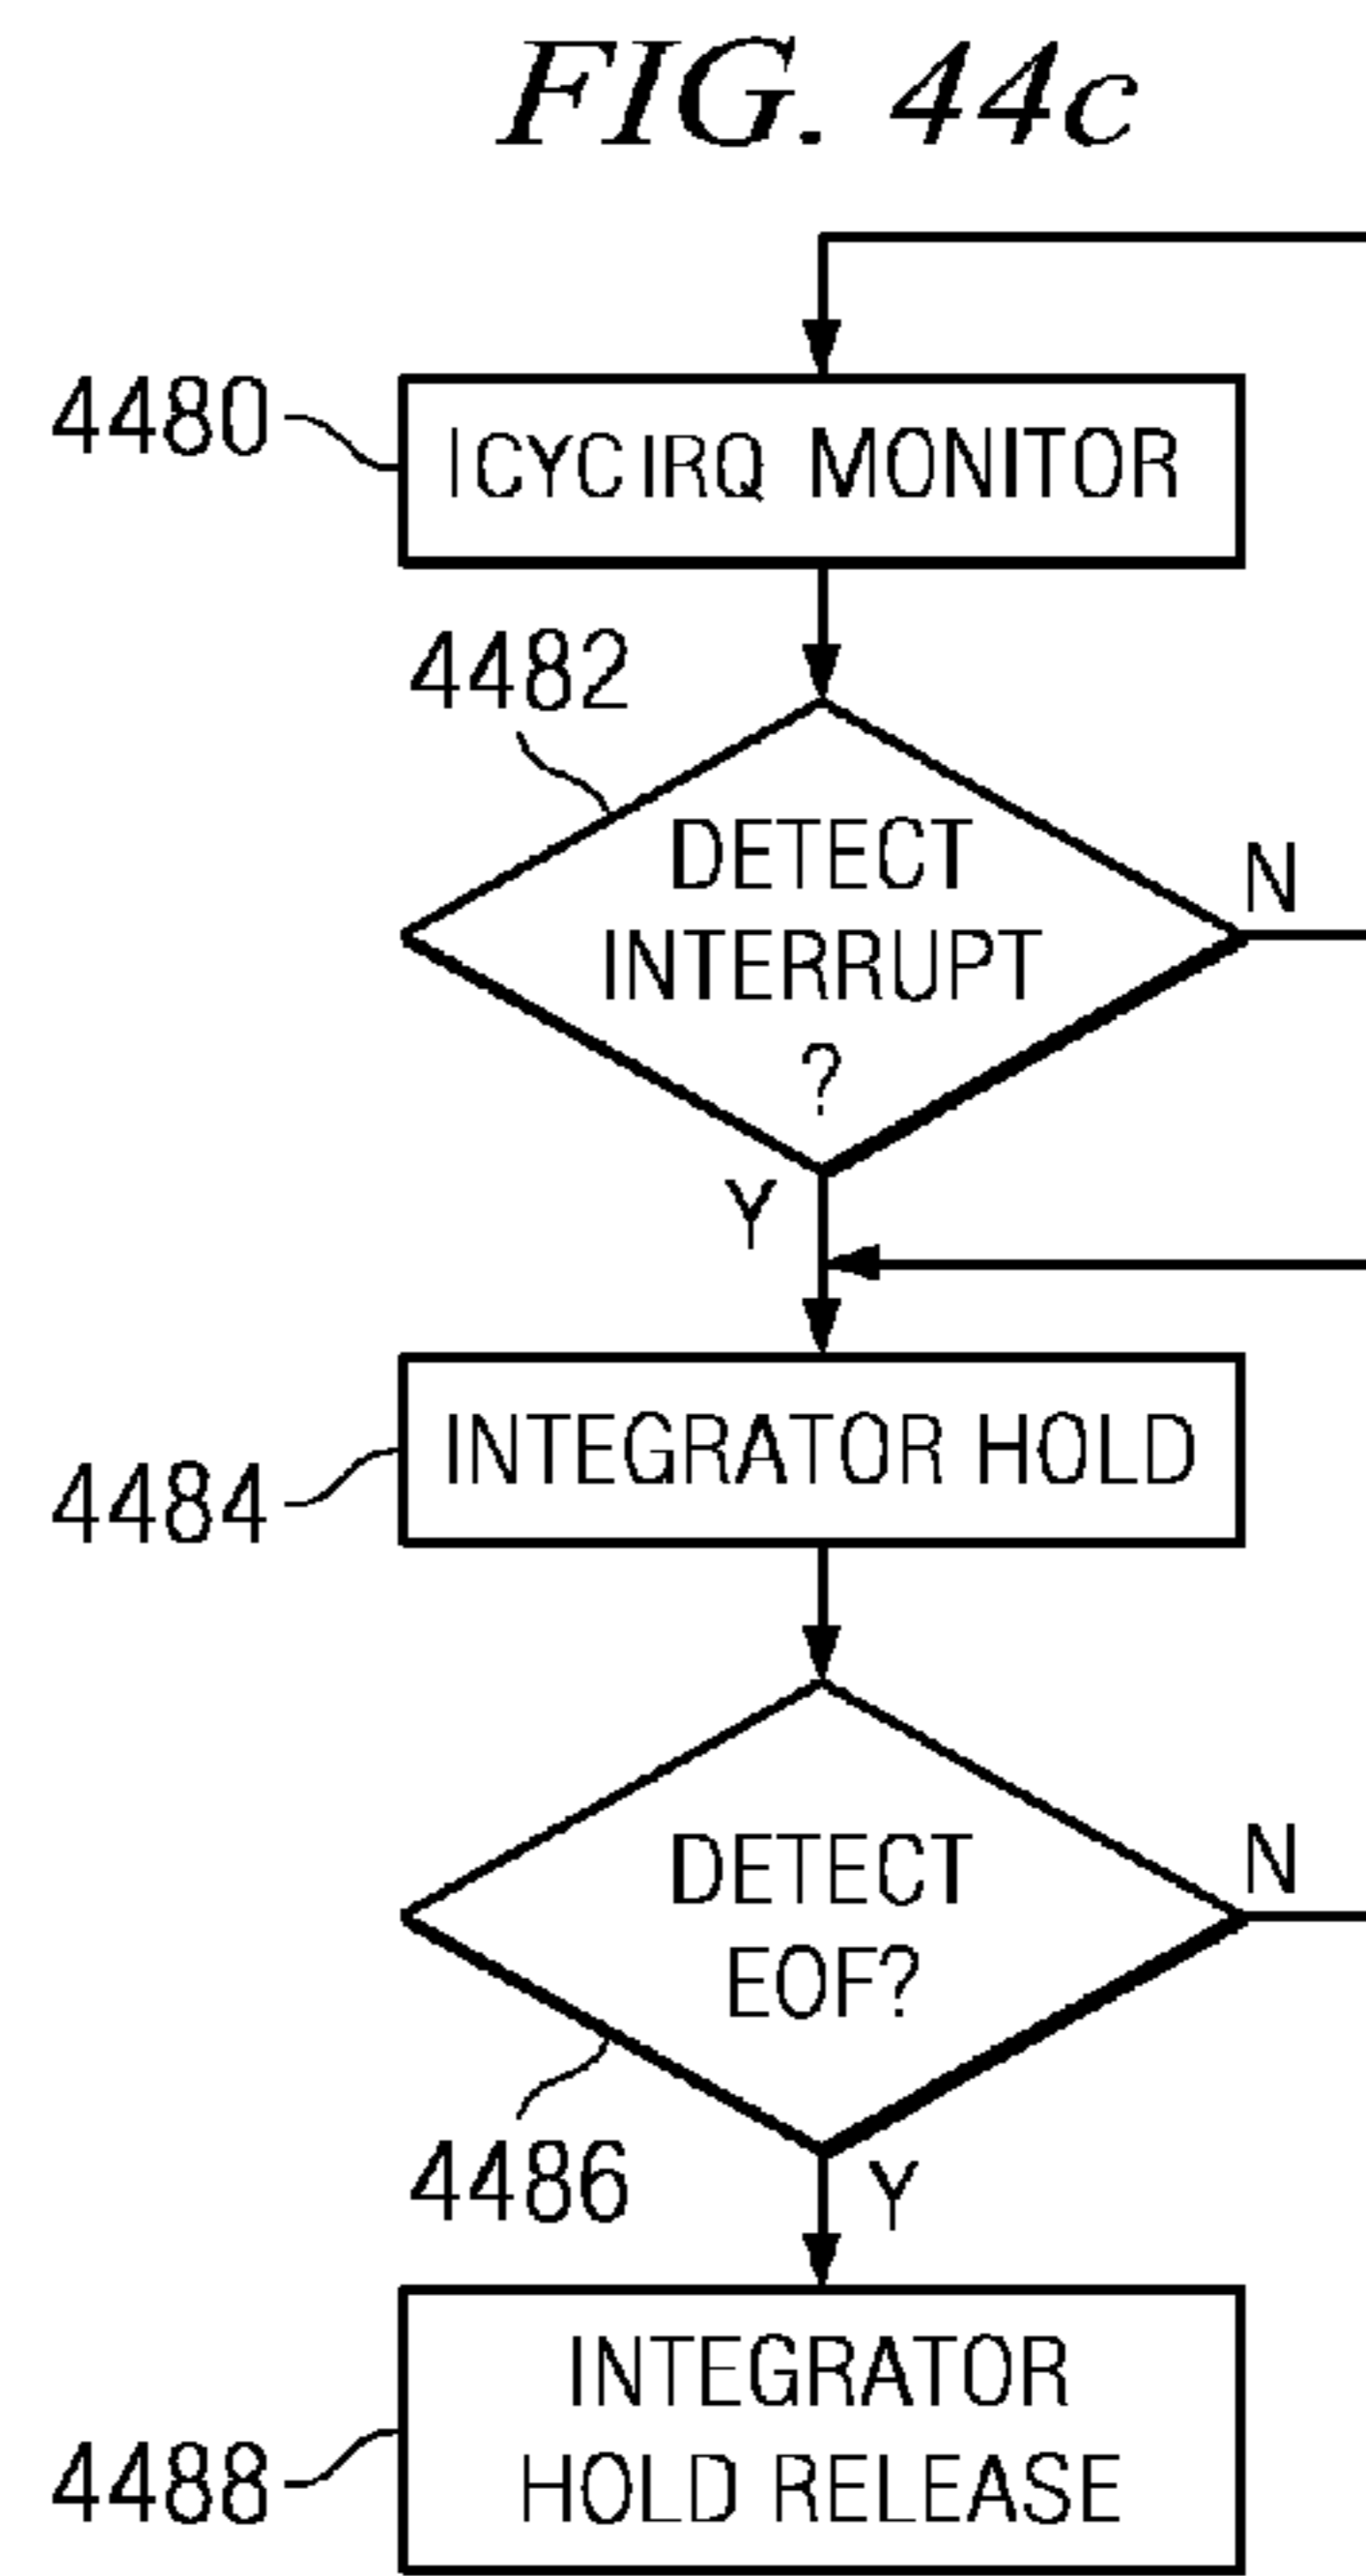 FIG. 44c
4480
ICYCIRQ MONITOR
4482
DETECT
INTERRUPT
?
N
Y
INTEGRATOR HOLD
4484
DETECT
EOF?
N
4486
Y
INTEGRATOR
HOLD RELEASE
4488